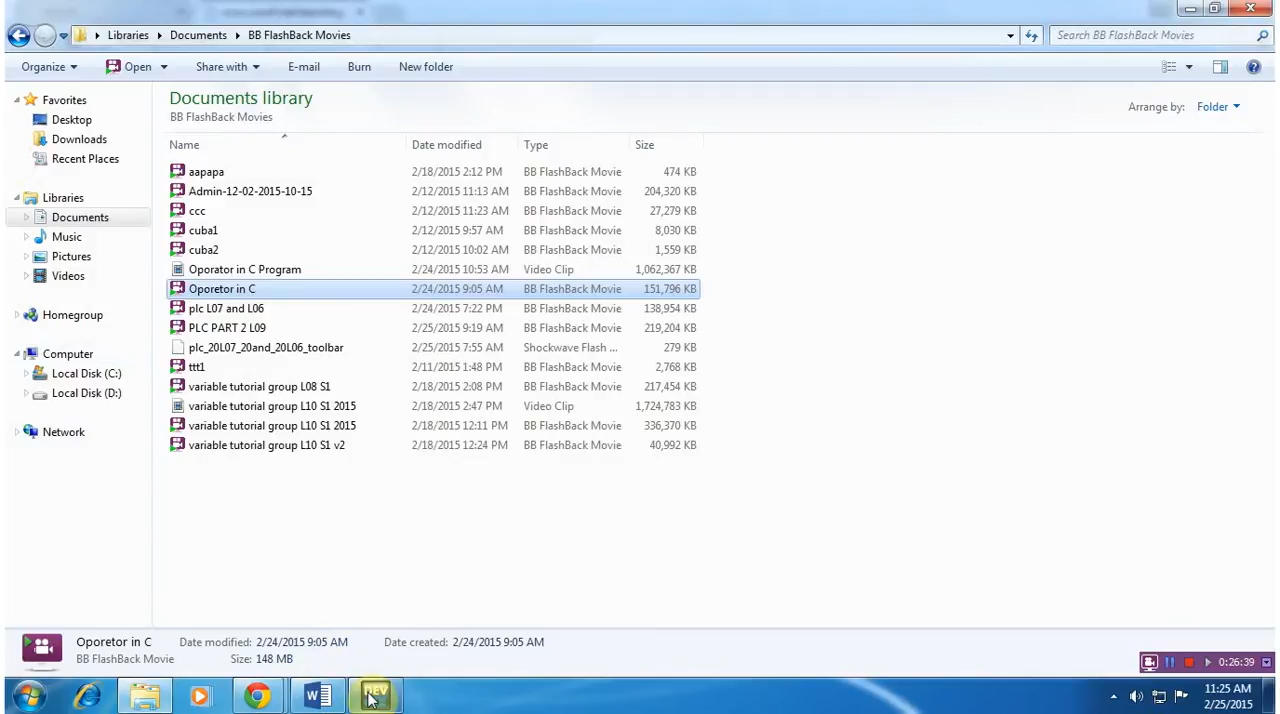 Libraries Documents BB FlashBack Movies Search BB FlashBack Movies
Organize Open Share with E-mail Burn New folder
Favorites
Desktop
Downloads
Recent Places
Libraries
Documents
Music
Pictures
Videos
Homegroup
Computer
Local Disk (C:)
Local Disk (D:)
Network
Documents library
BB FlashBack Movies
Arrange by: Folder
Name Date modified Type Size
aapapa 2/18/2015 2:12 PM BB FlashBack Movie 474 KB
Admin-12-02-2015-10-15 2/12/2015 11:13 AM BB FlashBack Movie 204,320 KB
ccc 2/12/2015 11:23 AM BB FlashBack Movie 27,279 KB
cuba1 2/12/2015 9:57 AM BB FlashBack Movie 8,030 KB
cuba2 2/12/2015 10:02 AM BB FlashBack Movie 1,559 KB
Oporator in C Program 2/24/2015 10:53 AM Video Clip 1,062,367 KB
Oporetor in C 2/24/2015 9:05 AM BB FlashBack Movie 151,796 KB
plc L07 and L06 2/24/2015 7:22 PM BB FlashBack Movie 138,954 KB
PLC PART 2 L09 2/25/2015 9:19 AM BB FlashBack Movie 219,204 KB
plc_20L07_20and_20L06_toolbar 2/25/2015 7:55 AM Shockwave Flash ... 279 KB
ttt1 2/11/2015 1:48 PM BB FlashBack Movie 2,768 KB
variable tutorial group L08 S1 2/18/2015 2:08 PM BB FlashBack Movie 217,454 KB
variable tutorial group L10 S1 2015 2/18/2015 2:47 PM Video Clip 1,724,783 KB
variable tutorial group L10 S1 2015 2/18/2015 12:11 PM BB FlashBack Movie 336,370 KB
variable tutorial group L10 S1 v2 2/18/2015 12:24 PM BB FlashBack Movie 40,992 KB
Oporetor in C Date modified: 2/24/2015 9:05 AM Date created: 2/24/2015 9:05 AM
BB FlashBack Movie Size: 148 MB
0:26:39
DEV
11:25 AM
2/25/2015